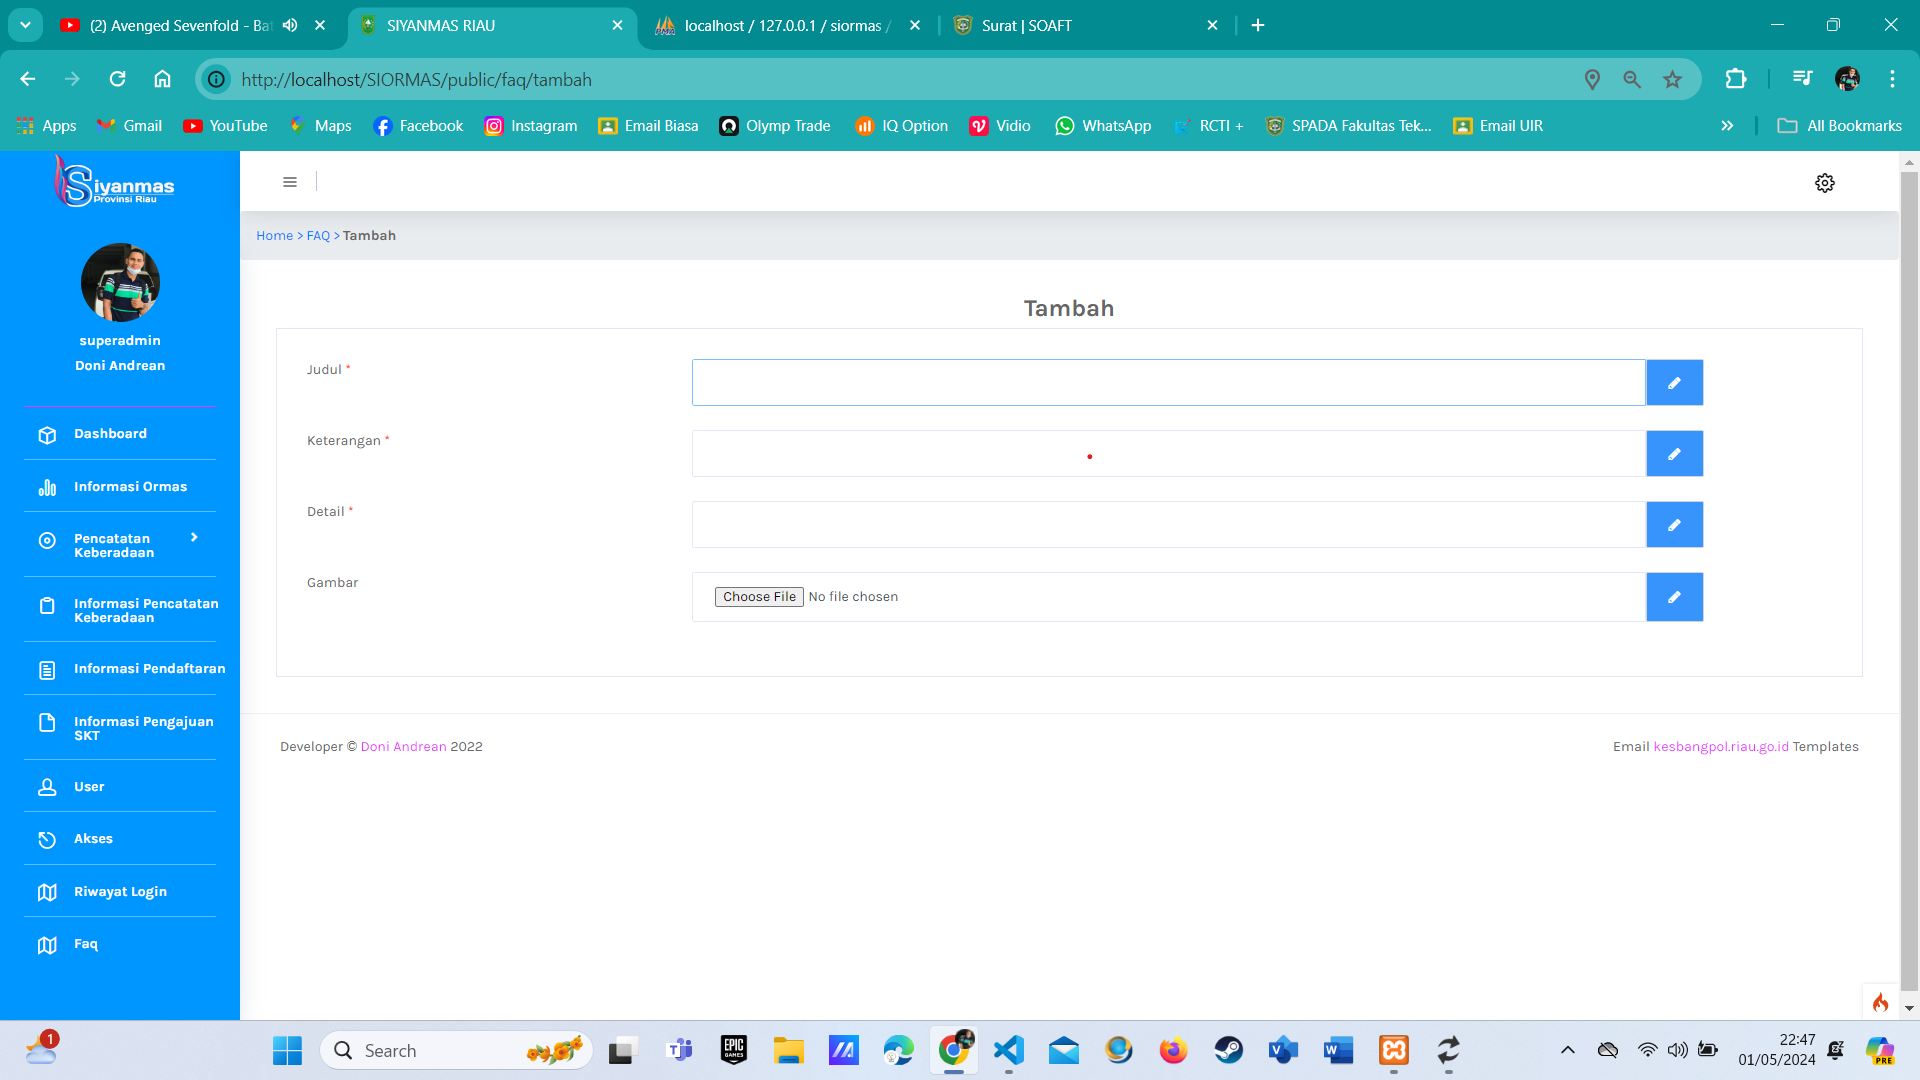 (2) Avenged Sevenfold - Ba
SIYANMAS RIAU
localhost / 127.0.0.1 / siormas /
Surat | SOAFT
http://localhost/SIORMAS/public/faq/tambah
Apps
Gmail
YouTube
Maps
Facebook
Instagram
Email Biasa
Olymp Trade
IQ Option
Vidio
WhatsApp
RCTI +
SPADA Fakultas Tek...
Email UIR
All Bookmarks
Siyanmas
Provinsi Riau
superadmin
Doni Andrean
Dashboard
Informasi Ormas
Pencatatan
Keberadaan
Informasi Pencatatan
Keberadaan
Informasi Pendaftaran
Informasi Pengajuan
SKT
User
Akses
Riwayat Login
Faq
Home > FAQ > Tambah
Tambah
Judul *
Keterangan *
Detail *
Gambar
Choose File No file chosen
Developer © Doni Andrean 2022
Email kesbangpol.riau.go.id Templates
1
Search
EPIC
GAMES
22:47
01/05/2024
PRE